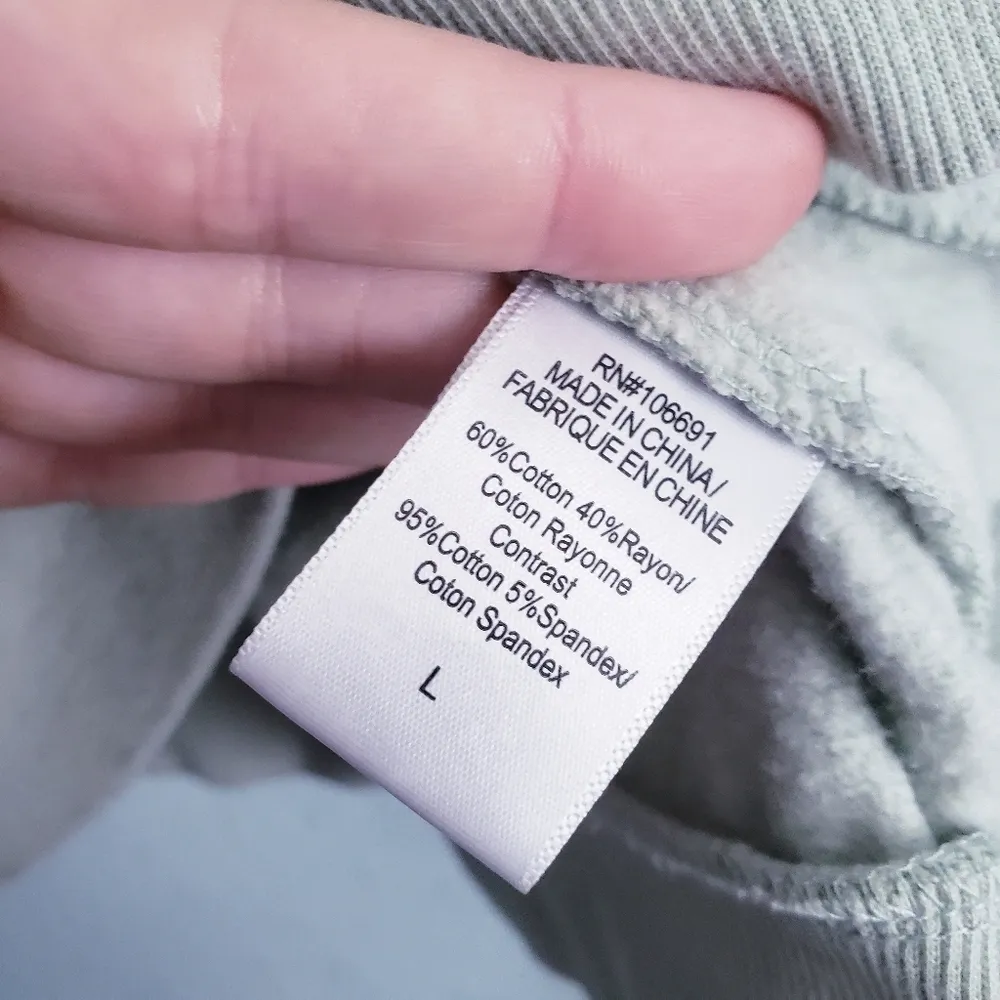 RN#106691
MADE IN CHINA/
FABRIQUE EN CHINE
60%Cotton 40%Rayon/
Coton Rayonne
Contrast
95%Cotton 5%Spandex/
Coton Spandex
L